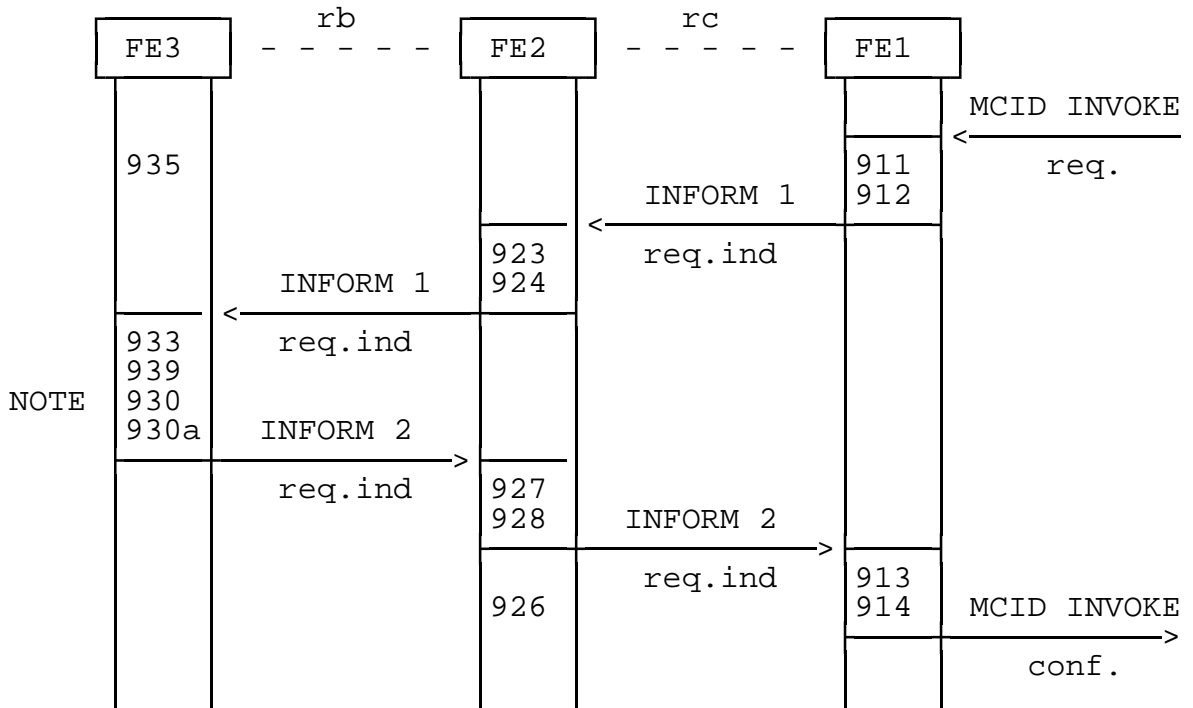 rb rc
FE3 - - - - - FE2 - - - - - FE1
MCID INVOKE
<
935 911 req.
INFORM 1 912
<
923 req.ind
INFORM 1 924
<
933 req.ind
939
NOTE 930
930a INFORM 2
>
req.ind 927
928 INFORM 2
>
req.ind 913
926 914 MCID INVOKE
>
conf.